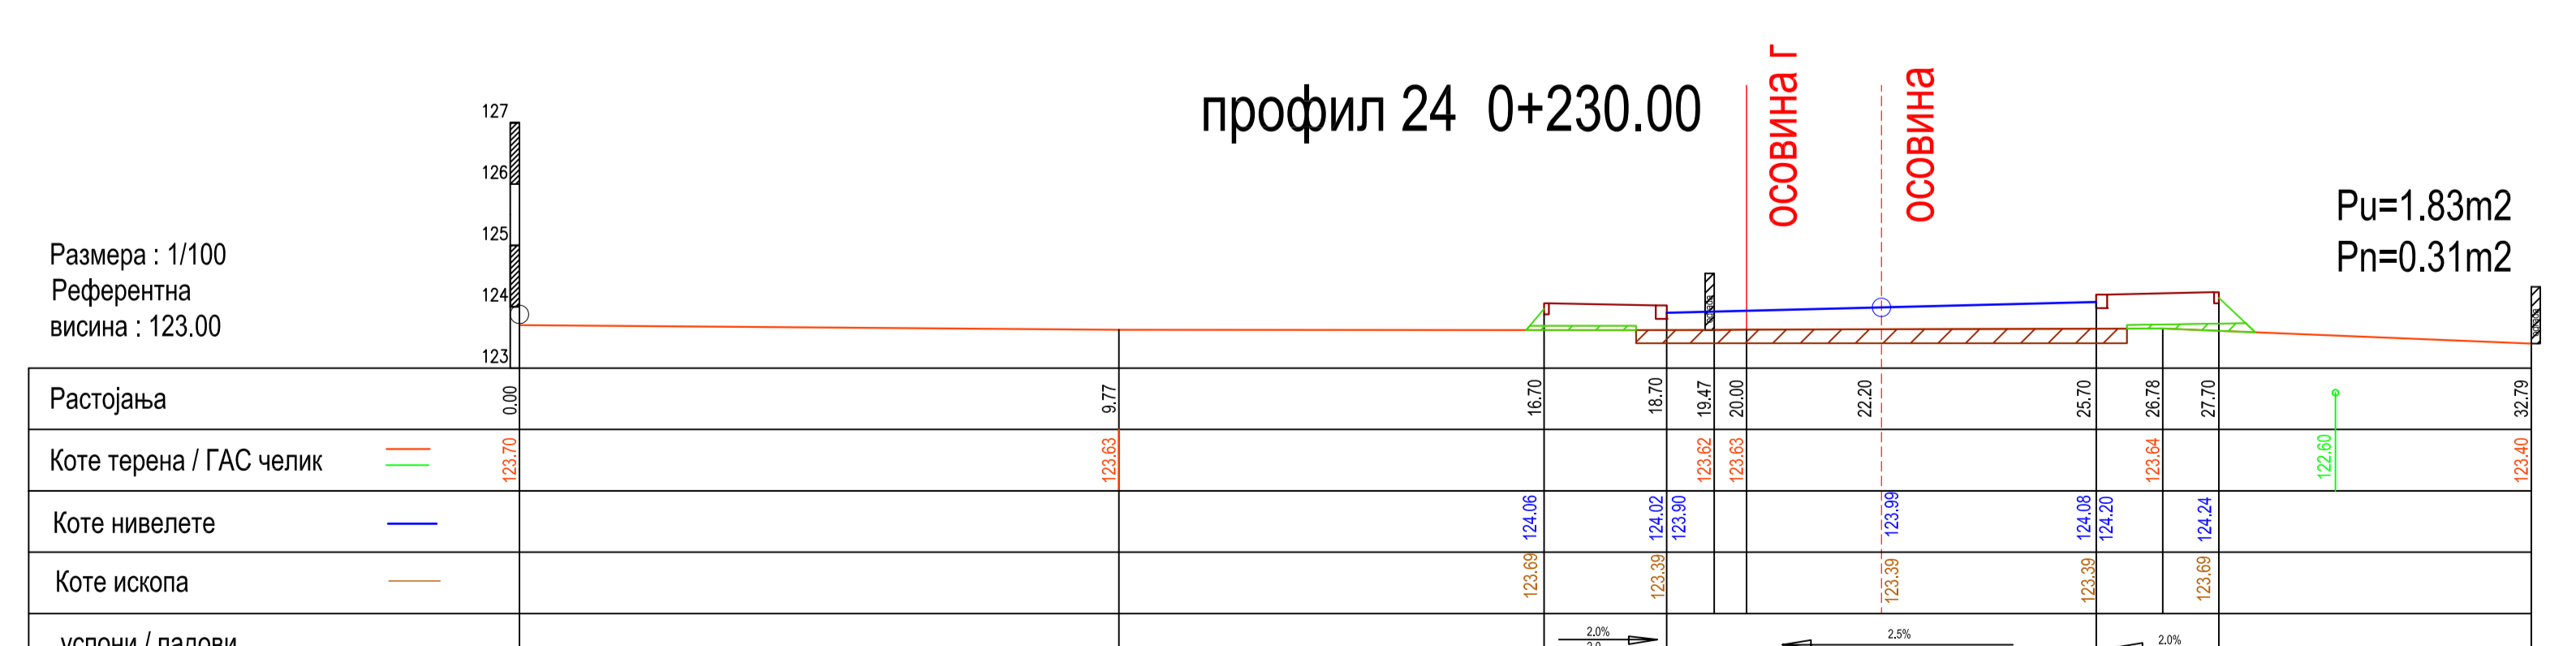 профил 24 0+230.00
осовина г
осовина
127
126
125
124
123
Pu=1.83m2
Pn=0.31m2
Размера : 1/100
Референтна
висина : 123.00
Растојања 0.00 9.77 16.70 18.70 19.47 20.00 22.20 25.70 26.78 27.70 32.79
Коте терена / ГАС челик 123.70 123.63 123.62 123.63 123.64 122.60 123.40
Коте нивелете 124.06 124.02 123.90 123.99 124.08 124.20 124.24
Коте ископа 123.69 123.39 123.39 123.39 123.69
успони / падови 2.0% 2.5% 2.0%